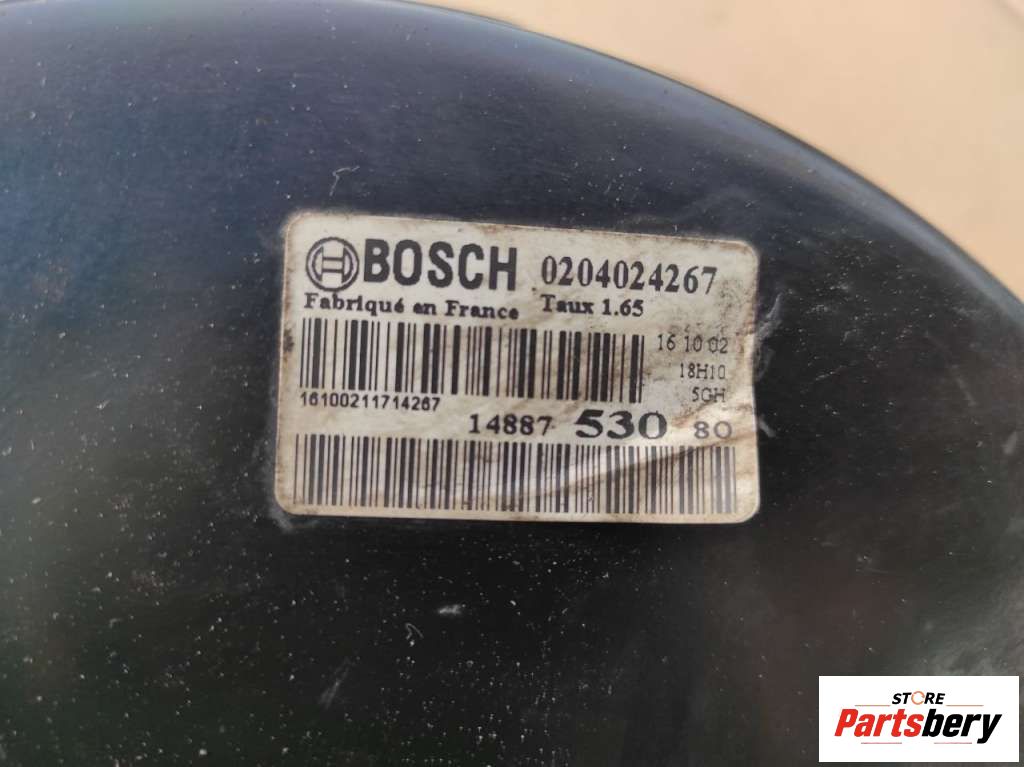 BOSCH 0204024267
Fabriqué en France Taux 1.65
16 10 02
18H10
5GH
16100211714267
14887 530 80
STORE
Partsbery